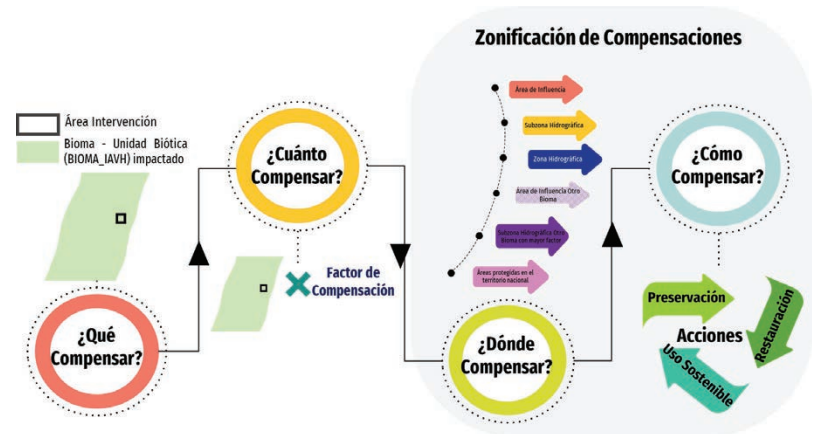 Zonificación de Compensaciones
Área Intervención
Bioma - Unidad Biótica
(BIOMA_IAVH) impactado
¿Qué
Compensar?
¿Cuánto
Compensar?
Factor de
Compensación
Área de Influencia
Subzona Hidrográfica
Zona Hidrográfico
Área de Influencia Otro
Bioma
Subzona Hidrográfica Otro
Bioma con mayor factor
Áreas protegidas en el
territorio nacional
¿Dónde
Compensar?
¿Cómo
Compensar?
Preservación
Restauración
Acciones
Uso Sostenible